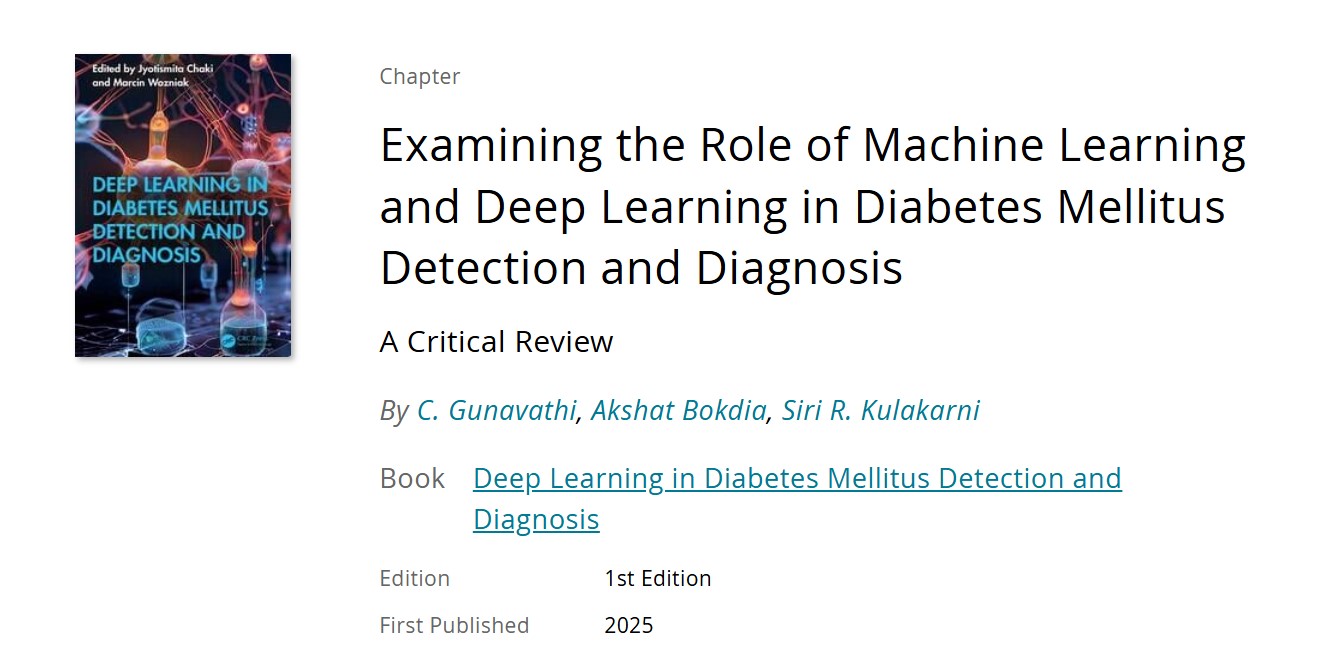 Edited by Jyotismita Chaki
and Marcin Wozniak
DEEP LEARNING IN
DIABETES MELLITUS
DETECTION AND
DIAGNOSIS
CRC Press
Chapter
Examining the Role of Machine Learning
and Deep Learning in Diabetes Mellitus
Detection and Diagnosis
A Critical Review
By C. Gunavathi, Akshat Bokdia, Siri R. Kulakarni
Book Deep Learning in Diabetes Mellitus Detection and
Diagnosis
Edition 1st Edition
First Published 2025